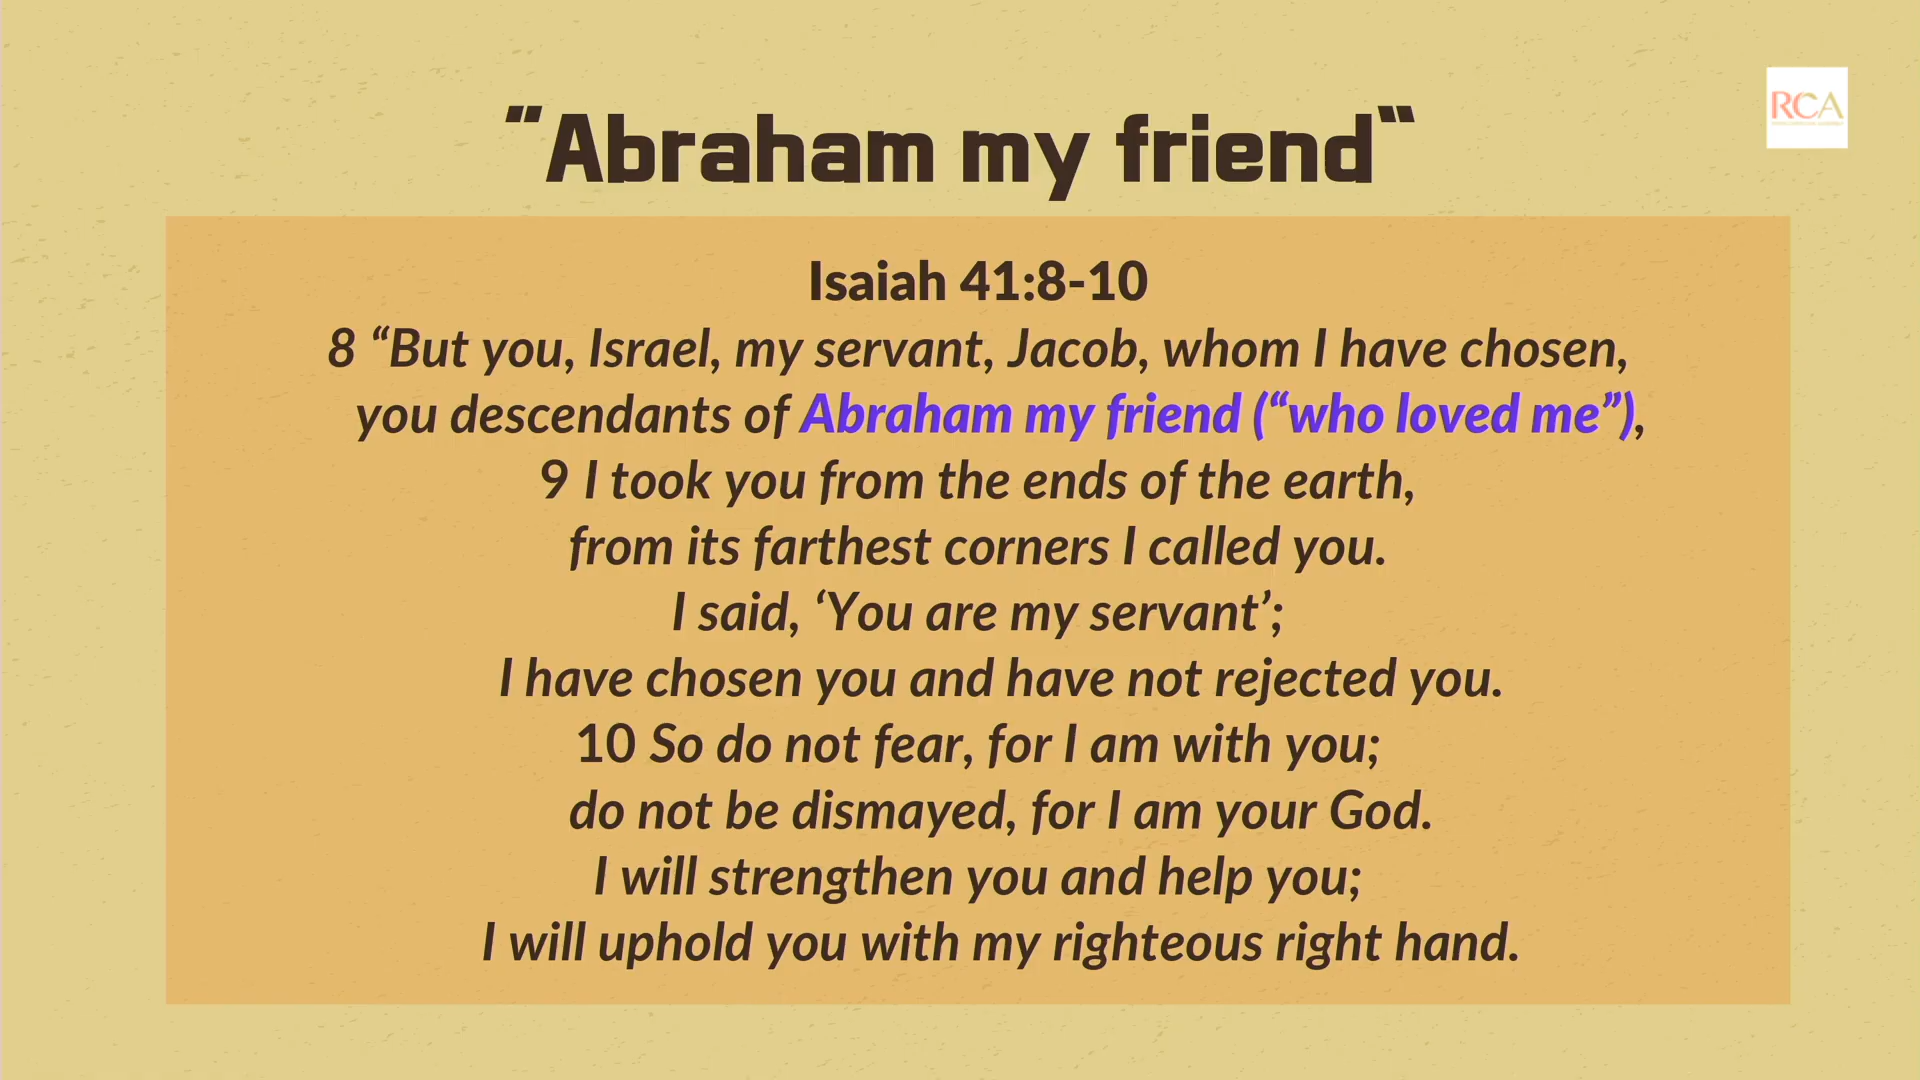 "Abraham my friend"
RCA
Isaiah 41:8-10
8 “But you, Israel, my servant, Jacob, whom I have chosen,
you descendants of Abraham my friend (“who loved me”),
9 I took you from the ends of the earth,
from its farthest corners I called you.
I said, ‘You are my servant’;
I have chosen you and have not rejected you.
10 So do not fear, for I am with you;
do not be dismayed, for I am your God.
I will strengthen you and help you;
I will uphold you with my righteous right hand.